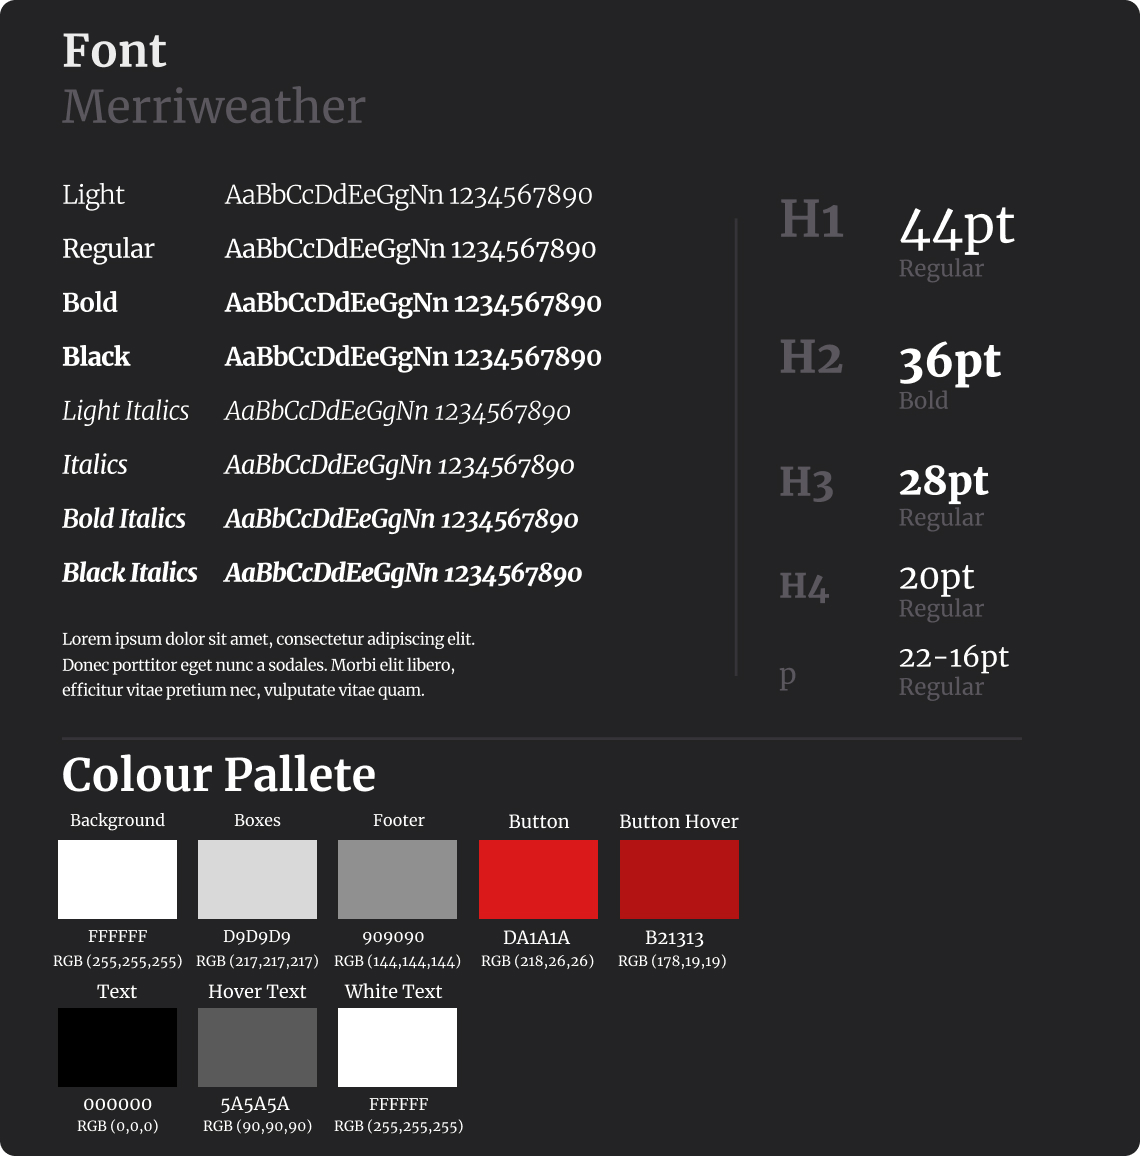 Font
Merriweather
Light AaBbCcDdEeGgNn 1234567890
Regular AaBbCcDdEeGgNn 1234567890
Bold AaBbCcDdEeGgNn 1234567890
Black AaBbCcDdEeGgNn 1234567890
Light Italics AaBbCcDdEeGgNn 1234567890
Italics AaBbCcDdEeGgNn 1234567890
Bold Italics AaBbCcDdEeGgNn 1234567890
Black Italics AaBbCcDdEeGgNn 1234567890
Lorem ipsum dolor sit amet, consectetur adipiscing elit.
Donec porttitor eget nunc a sodales. Morbi elit libero,
efficitur vitae pretium nec, vulputate vitae quam.
H1 44pt
Regular
H2 36pt
Bold
H3 28pt
Regular
H4 20pt
Regular
p 22-16pt
Regular
Colour Pallete
Background Boxes Footer Button Button Hover
FFFFFF D9D9D9 909090 DA1A1A B21313
RGB (255,255,255) RGB (217,217,217) RGB (144,144,144) RGB (218,26,26) RGB (178,19,19)
Text Hover Text White Text
000000 5A5A5A FFFFFF
RGB (0,0,0) RGB (90,90,90) RGB (255,255,255)